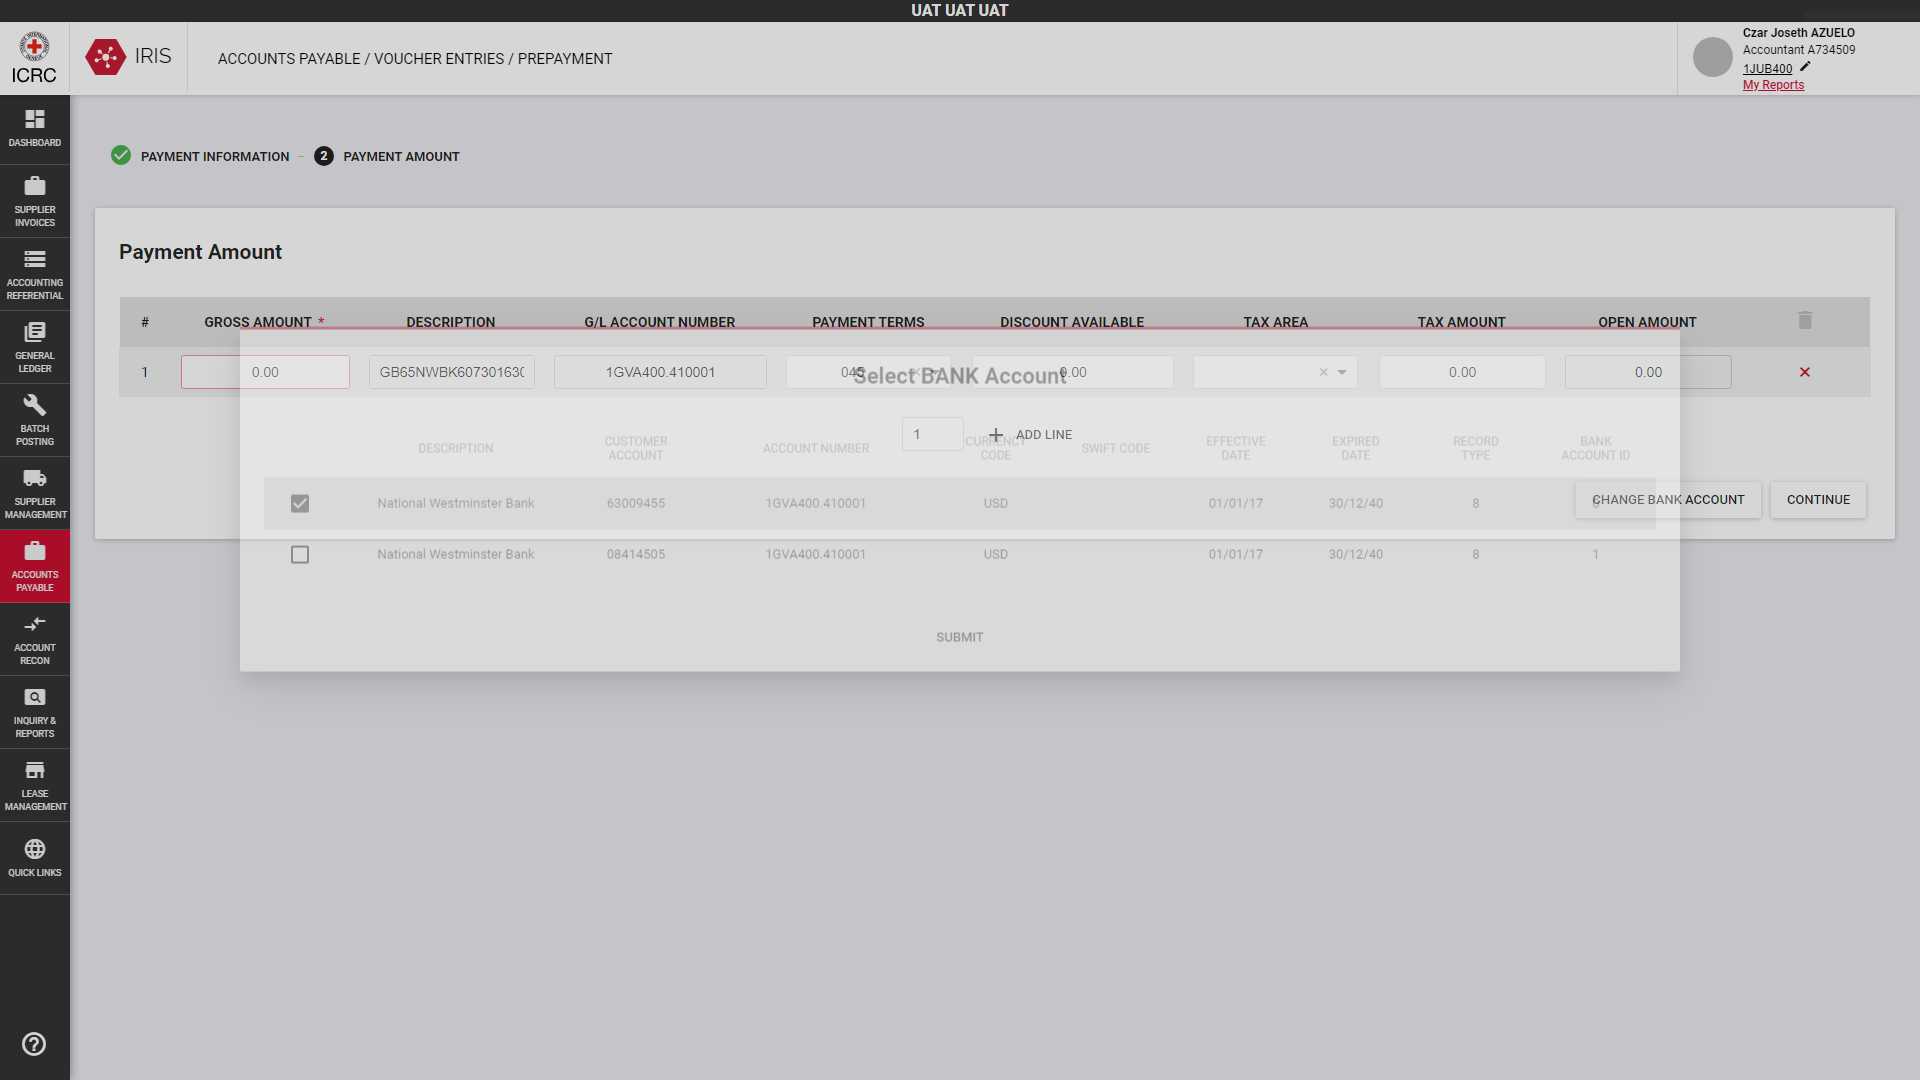 UAT UAT UAT
ICRC
IRIS
ACCOUNTS PAYABLE / VOUCHER ENTRIES / PREPAYMENT
Czar Joseth AZUELO
Accountant A734509
1JUB400
My Reports
DASHBOARD
SUPPLIER
INVOICES
ACCOUNTING
REFERENTIAL
GENERAL
LEDGER
BATCH
POSTING
SUPPLIER
MANAGEMENT
ACCOUNTS
PAYABLE
ACCOUNT
RECON
INQUIRY &
REPORTS
LEASE
MANAGEMENT
QUICK LINKS
PAYMENT INFORMATION
2 PAYMENT AMOUNT
Payment Amount
# GROSS AMOUNT * DESCRIPTION G/L ACCOUNT NUMBER PAYMENT TERMS DISCOUNT AVAILABLE TAX AREA TAX AMOUNT OPEN AMOUNT
1 0.00 GB65NWBK607301630 1GVA400.410001 045 0.00 0.00 0.00
1 ADD LINE
CHANGE BANK ACCOUNT CONTINUE
Select BANK Account
DESCRIPTION CUSTOMER ACCOUNT ACCOUNT NUMBER CURRENCY CODE SWIFT CODE EFFECTIVE DATE EXPIRED DATE RECORD TYPE BANK ACCOUNT ID
National Westminster Bank 63009455 1GVA400.410001 USD 01/01/17 30/12/40 8
National Westminster Bank 08414505 1GVA400.410001 USD 01/01/17 30/12/40 8 1
SUBMIT